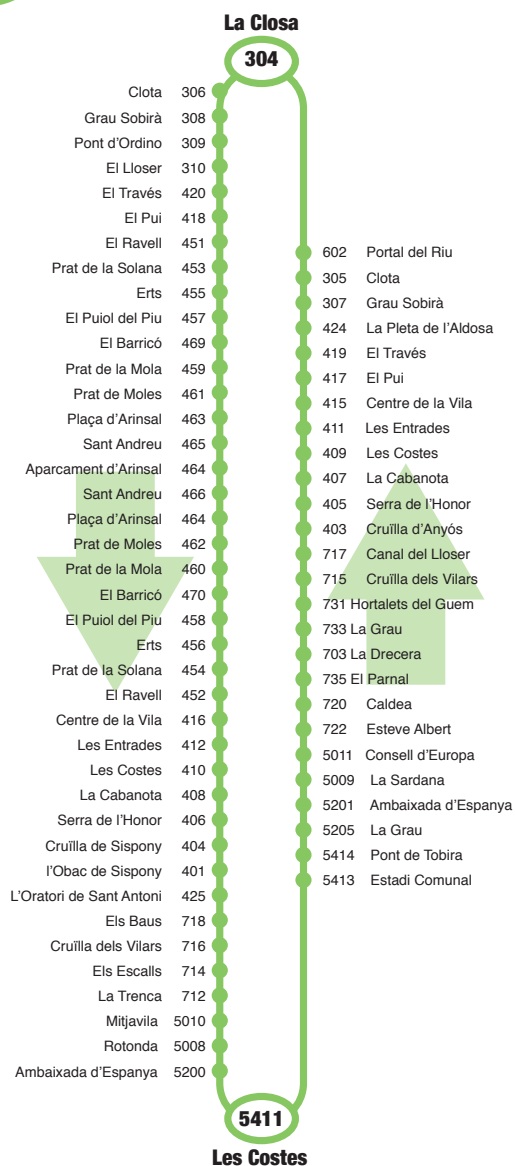 La Closa
304
Clota 306
Grau Sobirà 308
Pont d'Ordino 309
El Lloser 310
El Través 420
El Pui 418
El Ravell 451
Prat de la Solana 453
Erts 455
El Puiol del Piu 457
El Barricó 469
Prat de la Mola 459
Prat de Moles 461
Plaça d'Arinsal 463
Sant Andreu 465
Aparcament d'Arinsal 464
Sant Andreu 466
Plaça d'Arinsal 464
Prat de Moles 462
Prat de la Mola 460
El Barricó 470
El Puiol del Piu 458
Erts 456
Prat de la Solana 454
El Ravell 452
Centre de la Vila 416
Les Entrades 412
Les Costes 410
La Cabanota 408
Serra de l'Honor 406
Cruïlla de Sispony 404
l'Obac de Sispony 401
L'Oratori de Sant Antoni 425
Els Baus 718
Cruïlla dels Vilars 716
Els Escalls 714
La Trenca 712
Mitjavila 5010
Rotonda 5008
Ambaixada d'Espanya 5200
602 Portal del Riu
305 Clota
307 Grau Sobirà
424 La Pleta de l'Aldosa
419 El Través
417 El Pui
415 Centre de la Vila
411 Les Entrades
409 Les Costes
407 La Cabanota
405 Serra de l'Honor
403 Cruïlla d'Anyós
717 Canal del Lloser
715 Cruïlla dels Vilars
731 Hortalets del Guem
733 La Grau
703 La Drecera
735 El Parnal
720 Caldea
722 Esteve Albert
5011 Consell d'Europa
5009 La Sardana
5201 Ambaixada d'Espanya
5205 La Grau
5414 Pont de Tobira
5413 Estadi Comunal
5411
Les Costes